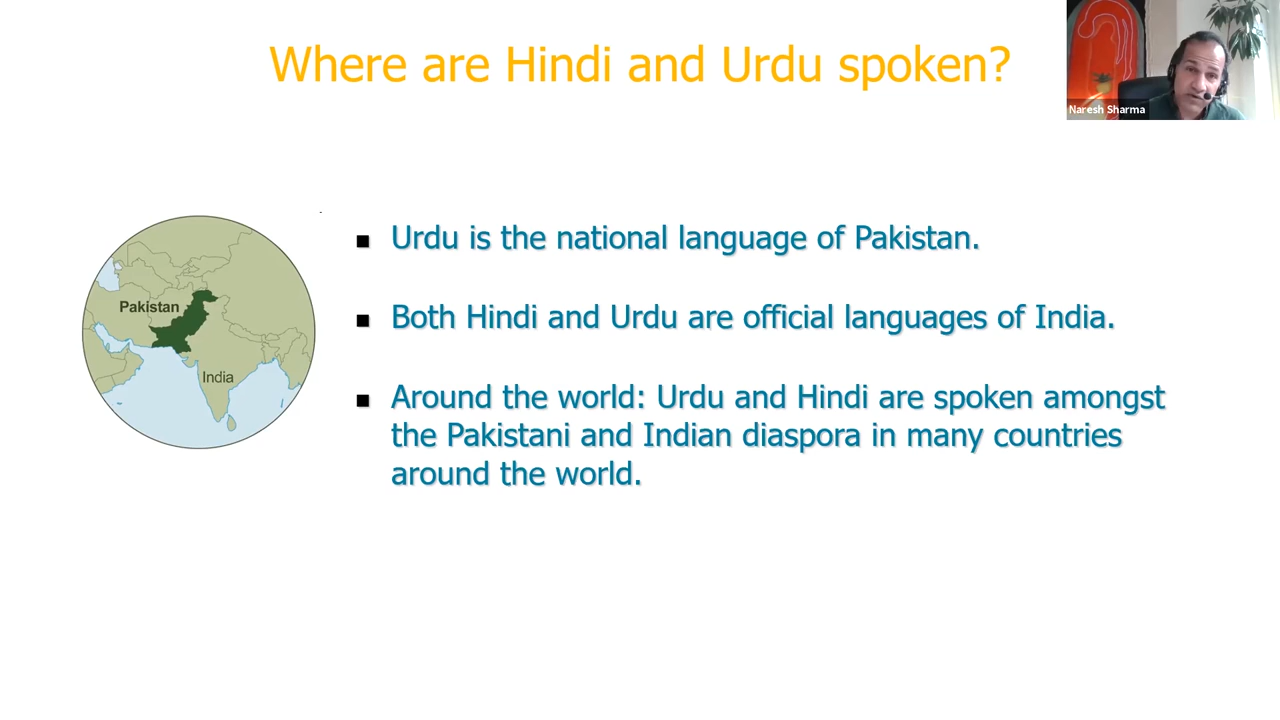 Where are Hindi and Urdu spoken?
Naresh Sharma
Pakistan
India
▪ Urdu is the national language of Pakistan.
▪ Both Hindi and Urdu are official languages of India.
▪ Around the world: Urdu and Hindi are spoken amongst
the Pakistani and Indian diaspora in many countries
around the world.